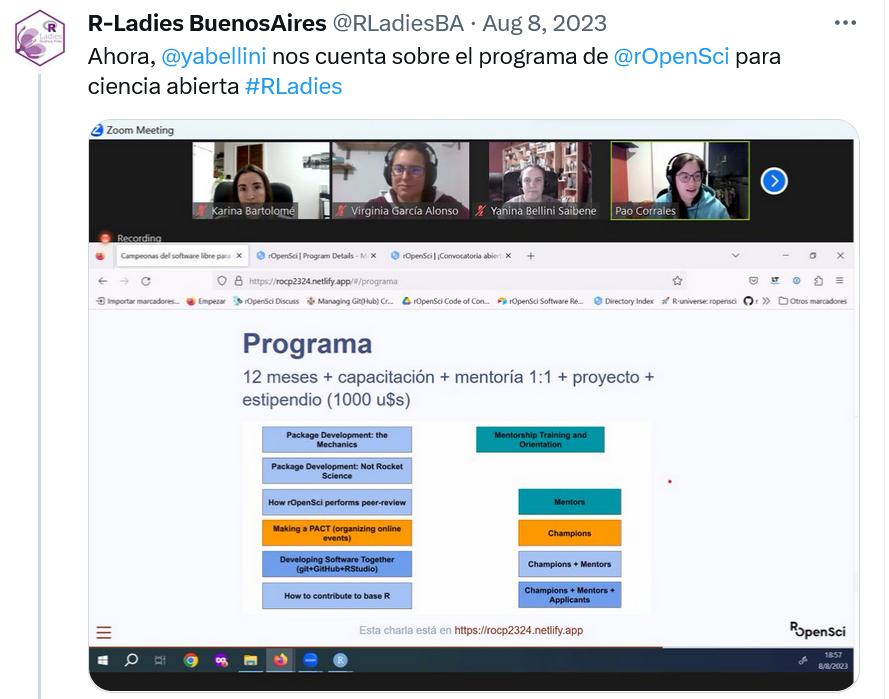 R-Ladies BuenosAires @RLadiesBA · Aug 8, 2023
Ahora, @yabellini nos cuenta sobre el programa de @rOpenSci para
ciencia abierta #RLadies
Zoom Meeting
Karina Bartolomé
Virginia García Alonso
Yanina Bellini Saibene
Pao Corrales
Recording
Campeonas del software libre para
rOpenSci | Program Details - M
rOpenSci | ¡Convocatoria abiert
https://rocp2324.netlify.app/#/programa
Importar marcadores...
Empezar
rOpenSci Discuss
Managing Git(Hub) Cr...
rOpenSci Code of Con...
rOpenSci Software Re...
Directory Index
R-universe: ropensci
r
Otros marcadores
Programa
12 meses + capacitación + mentoría 1:1 + proyecto +
estipendio (1000 u$s)
Package Development: the
Mechanics
Package Development: Not Rocket
Science
How rOpenSci performs peer-review
Making a PACT (organizing online
events)
Developing Software Together
(git+GitHub+RStudio)
How to contribute to base R
Mentorship Training and
Orientation
Mentors
Champions
Champions + Mentors
Champions + Mentors +
Applicants
Esta charla está en https://rocp2324.netlify.app
ROpenSci
18:57
8/8/2023